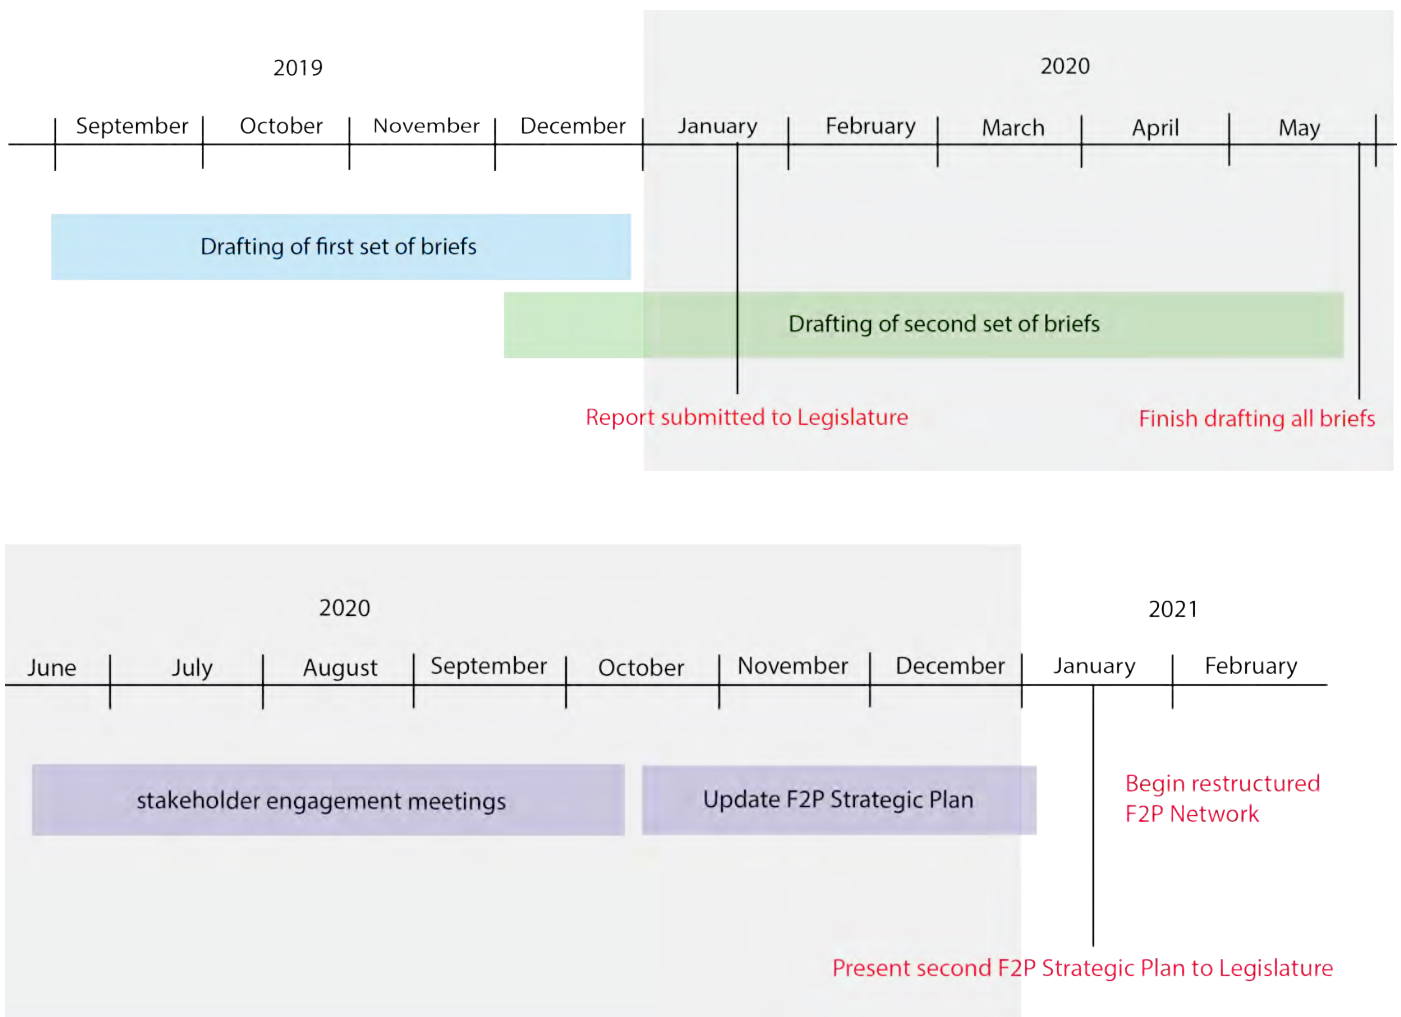 2019
2020
September
October
November
December
January
February
March
April
May
Drafting of first set of briefs
Drafting of second set of briefs
Report submitted to Legislature
Finish drafting all briefs
2020
2021
June
July
August
September
October
November
December
January
February
stakeholder engagement meetings
Update F2P Strategic Plan
Begin restructured
F2P Network
Present second F2P Strategic Plan to Legislature